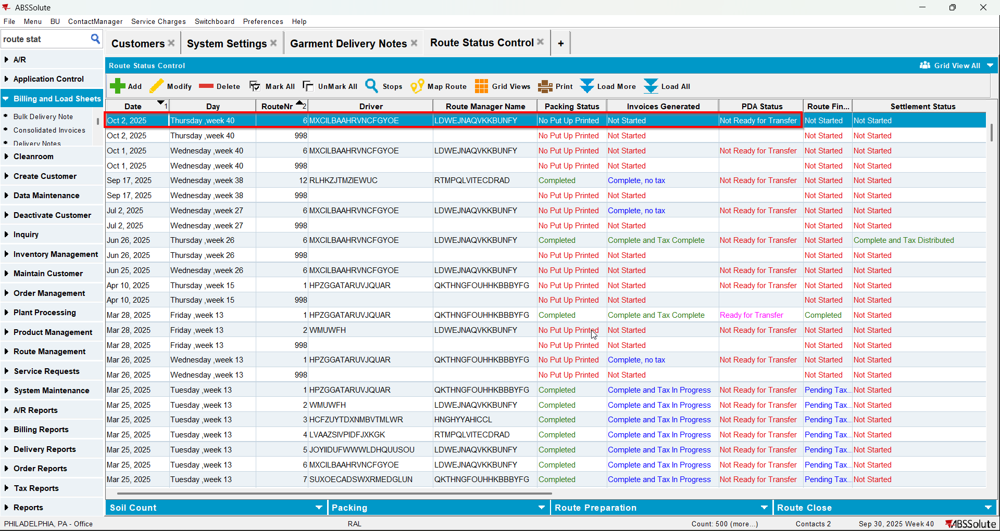 ABSSolute
File Menu BU ContactManager Service Charges Switchboard Preferences Help
route stat
Customers System Settings Garment Delivery Notes Route Status Control +
Route Status Control Grid View All
Add Modify Delete Mark All UnMark All Stops Map Route Grid Views Print Load More Load All
A/R
Application Control
Billing and Load Sheets
Bulk Delivery Note
Consolidated Invoices
Delivery Notes
Cleanroom
Create Customer
Data Maintenance
Deactivate Customer
Inquiry
Inventory Management
Maintain Customer
Order Management
Plant Processing
Product Management
Route Management
Service Requests
System Maintenance
A/R Reports
Billing Reports
Delivery Reports
Order Reports
Tax Reports
Reports
Date 1 Day RouteNr 2 Driver Route Manager Name Packing Status Invoices Generated PDA Status Route Fin... Settlement Status
Oct 2, 2025 Thursday ,week 40 6 MXCILBAAHRVNCFGYOE LDWEJNAQVKKBUNFY No Put Up Printed Not Started Not Ready for Transfer Not Started Not Started
Oct 2, 2025 Thursday ,week 40 998 No Put Up Printed Not Started Not Started Not Started
Oct 1, 2025 Wednesday ,week 40 6 MXCILBAAHRVNCFGYOE LDWEJNAQVKKBUNFY No Put Up Printed Not Started Not Ready for Transfer Not Started Not Started
Oct 1, 2025 Wednesday ,week 40 998 No Put Up Printed Not Started Not Started Not Started
Sep 17, 2025 Wednesday ,week 38 12 RLHKZJTMZIEWUC RTMPQLVITECDRAD Completed Complete, no tax Not Ready for Transfer Not Started Not Started
Sep 17, 2025 Wednesday ,week 38 998 No Put Up Printed Not Started Not Started Not Started
Jul 2, 2025 Wednesday ,week 27 6 MXCILBAAHRVNCFGYOE LDWEJNAQVKKBUNFY No Put Up Printed Complete, no tax Not Ready for Transfer Not Started Not Started
Jul 2, 2025 Wednesday ,week 27 998 No Put Up Printed Not Started Not Started Not Started
Jun 26, 2025 Thursday ,week 26 6 MXCILBAAHRVNCFGYOE LDWEJNAQVKKBUNFY Completed Complete and Tax Complete Not Ready for Transfer Not Started Complete and Tax Distributed
Jun 26, 2025 Thursday ,week 26 998 No Put Up Printed Not Started Not Started Not Started
Jun 25, 2025 Wednesday ,week 26 6 MXCILBAAHRVNCFGYOE LDWEJNAQVKKBUNFY No Put Up Printed Not Started Not Ready for Transfer Not Started Not Started
Apr 10, 2025 Thursday ,week 15 1 HPZGGATARUVJQUAR QKTHNGFOUHHKBBBYFG No Put Up Printed Not Started Not Ready for Transfer Not Started Not Started
Apr 10, 2025 Thursday ,week 15 998 No Put Up Printed Not Started Not Started Not Started
Mar 28, 2025 Friday ,week 13 1 HPZGGATARUVJQUAR QKTHNGFOUHHKBBBYFG Completed Complete and Tax Complete Ready for Transfer Completed Not Started
Mar 28, 2025 Friday ,week 13 2 WMUWFH LDWEJNAQVKKBUNFY No Put Up Printed Not Started Not Ready for Transfer Not Started Not Started
Mar 28, 2025 Friday ,week 13 998 No Put Up Printed Not Started Not Started Not Started
Mar 26, 2025 Wednesday ,week 13 1 HPZGGATARUVJQUAR QKTHNGFOUHHKBBBYFG No Put Up Printed Complete, no tax Not Ready for Transfer Not Started Not Started
Mar 26, 2025 Wednesday ,week 13 998 No Put Up Printed Not Started Not Started Not Started
Mar 25, 2025 Tuesday ,week 13 1 HPZGGATARUVJQUAR QKTHNGFOUHHKBBBYFG Completed Complete and Tax In Progress Not Ready for Transfer Pending Tax... Not Started
Mar 25, 2025 Tuesday ,week 13 2 WMUWFH LDWEJNAQVKKBUNFY Completed Complete and Tax In Progress Not Ready for Transfer Pending Tax... Not Started
Mar 25, 2025 Tuesday ,week 13 3 HCFZUYTDXNMBVTMLWR HNGHYYAHICCL Completed Complete and Tax In Progress Not Ready for Transfer Pending Tax... Not Started
Mar 25, 2025 Tuesday ,week 13 4 LVAAZSIVPIDFJXKGK RTMPQLVITECDRAD Completed Complete and Tax In Progress Not Ready for Transfer Pending Tax... Not Started
Mar 25, 2025 Tuesday ,week 13 5 JOYIIDUFWWWLDHQUUSOU LDWEJNAQVKKBUNFY Completed Complete and Tax In Progress Not Ready for Transfer Pending Tax... Not Started
Mar 25, 2025 Tuesday ,week 13 6 MXCILBAAHRVNCFGYOE LDWEJNAQVKKBUNFY Completed Complete and Tax In Progress Not Ready for Transfer Pending Tax... Not Started
Mar 25, 2025 Tuesday ,week 13 7 SUXOECADSWXRMEDGLUN QKTHNGFOUHHKBBBYFG Completed Complete and Tax In Progress Not Ready for Transfer Pending Tax... Not Started
Soil Count Packing Route Preparation Route Close
PHILADELPHIA, PA - Office RAL Count: 500 (more...) Contacts 2 Sep 30, 2025 Week 40 ABSSolute